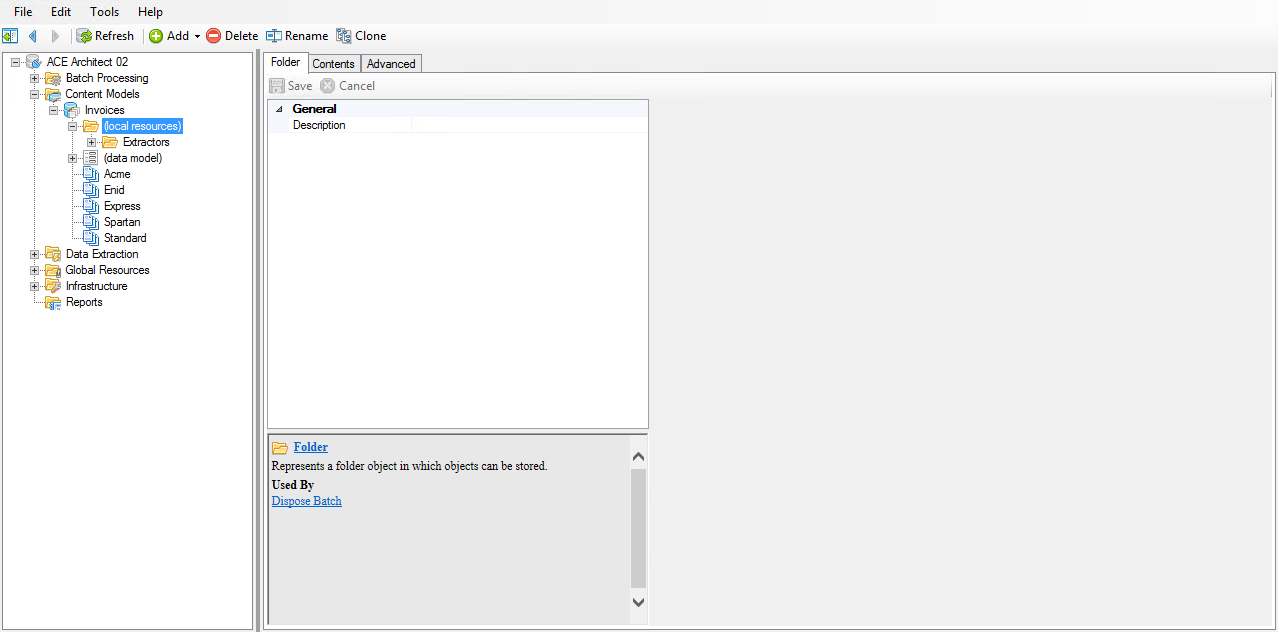 File Edit Tools Help
Refresh Add Delete Rename Clone
ACE Architect 02
Batch Processing
Content Models
Invoices
(local resources)
Extractors
(data model)
Acme
Enid
Express
Spartan
Standard
Data Extraction
Global Resources
Infrastructure
Reports
Folder Contents Advanced
Save Cancel
General
Description
Folder
Represents a folder object in which objects can be stored.
Used By
Dispose Batch